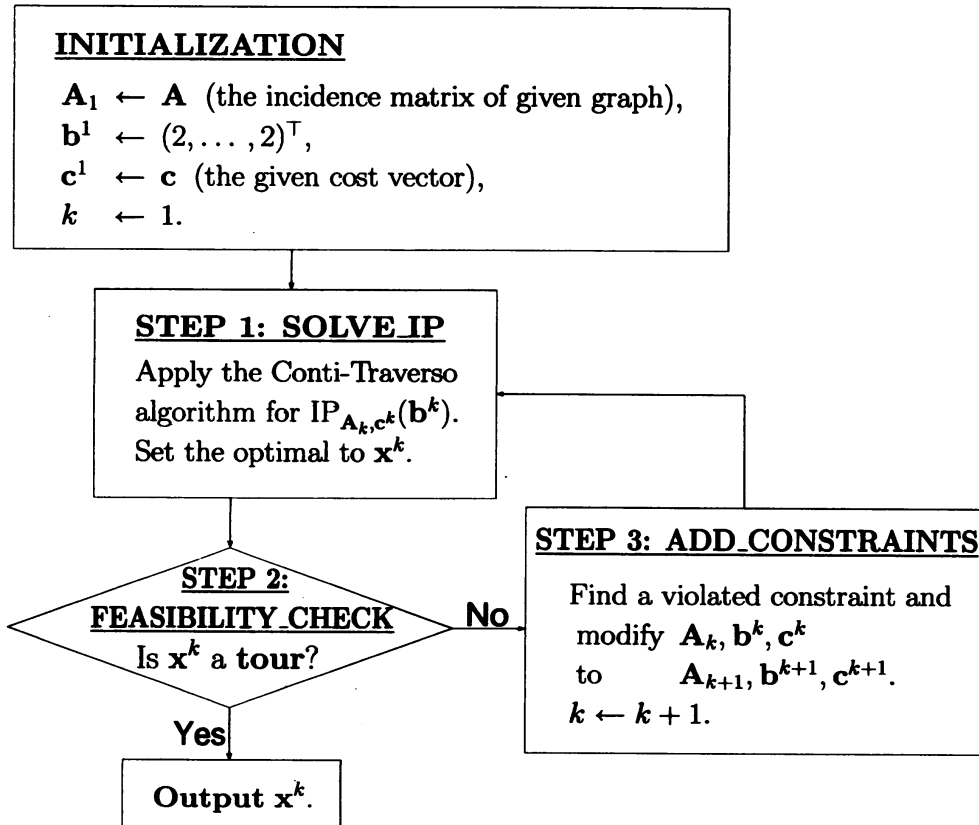 INITIALIZATION
A₁ ← A (the incidence matrix of given graph),
b¹ ← (2, . . . , 2)⊤,
c¹ ← c (the given cost vector),
k ← 1.
STEP 1: SOLVE_IP
Apply the Conti-Traverso
algorithm for IP_{A_k,c^k}(b^k).
Set the optimal to x^k.
STEP 2:
FEASIBILITY_CHECK
Is x^k a tour?
No
STEP 3: ADD_CONSTRAINTS
Find a violated constraint and
modify A_k, b^k, c^k
to A_{k+1}, b^{k+1}, c^{k+1}.
k ← k + 1.
Yes
Output x^k.